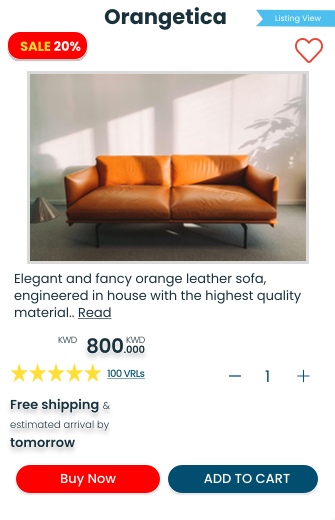 Orangetica
Listing View
SALE 20%
Elegant and fancy orange leather sofa,
engineered in house with the highest quality
material.. Read
KWD 800.000 KWD
100 VRLs
− 1 +
Free shipping &
estimated arrival by
tomorrow
Buy Now
ADD TO CART